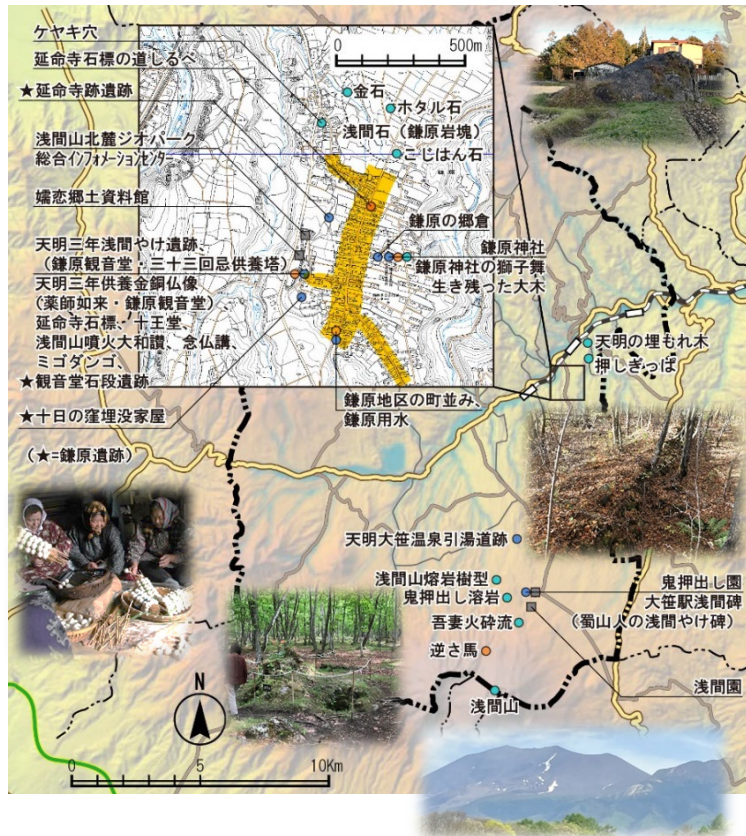 ケヤキ穴
延命寺石標の道しるべ
★延命寺跡遺跡
浅間山北麓ジオパーク
総合インフォメーションセンター
嬬恋郷土資料館
天明三年浅間やけ遺跡、
(鎌原観音堂・三十三回忌供養塔)
天明三年供養金銅仏像
(薬師如来・鎌原観音堂)
延命寺石標、十王堂、
浅間山噴火大和讃、念仏講、
ミゴダンゴ、
★観音堂石段遺跡
★十日の窪埋没家屋
(★=鎌原遺跡)
0 500m
金石
ホタル石
浅間石(鎌原岩塊)
こじはん石
鎌原の郷倉
鎌原神社
鎌原神社の獅子舞
生き残った大木
鎌原地区の町並み、
鎌原用水
天明の埋もれ木
押しぎっぱ
天明大笹温泉引湯道跡
浅間山熔岩樹型
鬼押出し溶岩
吾妻火砕流
逆さ馬
浅間山
鬼押出し園
大笹駅浅間碑
(蜀山人の浅間やけ碑)
浅間園
N
0 5 10Km